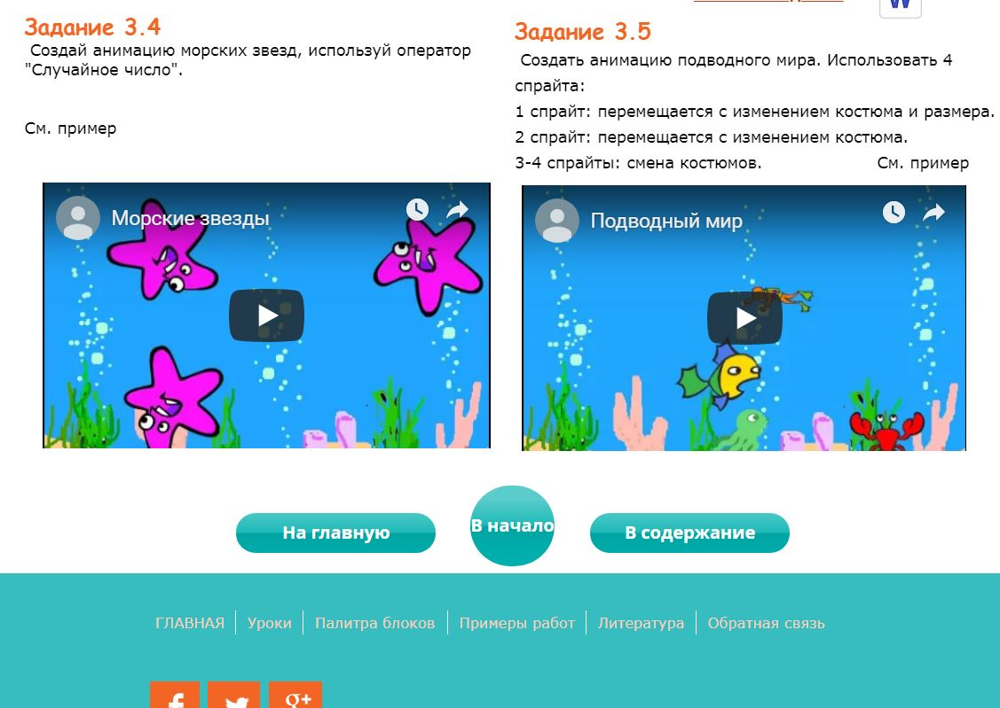 Задание 3.4
Создай анимацию морских звезд, используй оператор
"Случайное число".
См. пример
Морские звезды
Задание 3.5
Создать анимацию подводного мира. Использовать 4
спрайта:
1 спрайт: перемещается с изменением костюма и размера.
2 спрайт: перемещается с изменением костюма.
3-4 спрайты: смена костюмов. См. пример
Подводный мир
На главную
В начало
В содержание
ГЛАВНАЯ
Уроки
Палитра блоков
Примеры работ
Литература
Обратная связь
g+